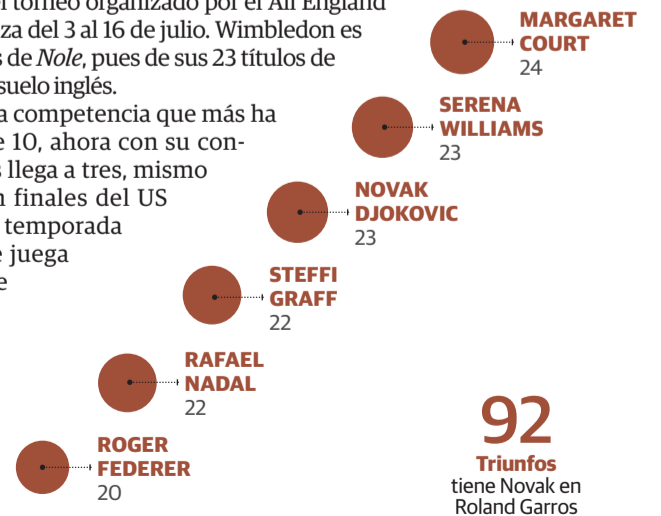 el torneo organizado por el All England
za del 3 al 16 de julio. Wimbledon es
s de Nole, pues de sus 23 títulos de
suelo inglés.
a competencia que más ha
e 10, ahora con su con-
s llega a tres, mismo
n finales del US
temporada
e juega
e
MARGARET
COURT
24
SERENA
WILLIAMS
23
NOVAK
DJOKOVIC
23
STEFFI
GRAFF
22
RAFAEL
NADAL
22
ROGER
FEDERER
20
92
Triunfos
tiene Novak en
Roland Garros